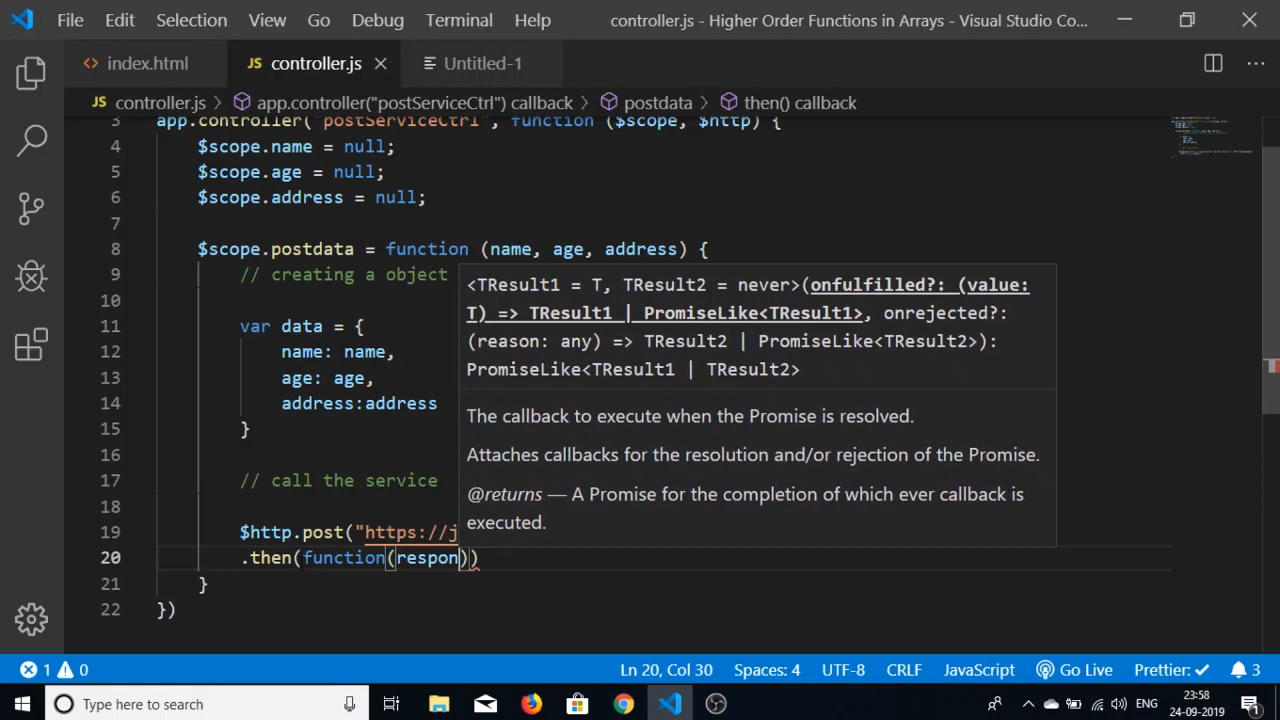 File Edit Selection View Go Debug Terminal Help controller.js - Higher Order Functions in Arrays - Visual Studio Co...
index.html JS controller.js Untitled-1
JS controller.js app.controller("postServiceCtrl") callback postdata then() callback
3 app.controller("postServiceCtrl", function ($scope, $http) {
4 $scope.name = null;
5 $scope.age = null;
6 $scope.address = null;
7
8 $scope.postdata = function (name, age, address) {
9 // creating a object
10
11 var data = {
12 name: name,
13 age: age,
14 address:address
15 }
16
17 // call the service
18
19 $http.post("https://j
20 .then(function(respon))
21 }
22 })
<TResult1 = T, TResult2 = never>(onfulfilled?: (value:
T) => TResult1 | PromiseLike<TResult1>, onrejected?:
(reason: any) => TResult2 | PromiseLike<TResult2>):
PromiseLike<TResult1 | TResult2>
The callback to execute when the Promise is resolved.
Attaches callbacks for the resolution and/or rejection of the Promise.
@returns — A Promise for the completion of which ever callback is
executed.
1 0 Ln 20, Col 30 Spaces: 4 UTF-8 CRLF JavaScript Go Live Prettier: 3
Type here to search ENG 23:58
24-09-2019 1